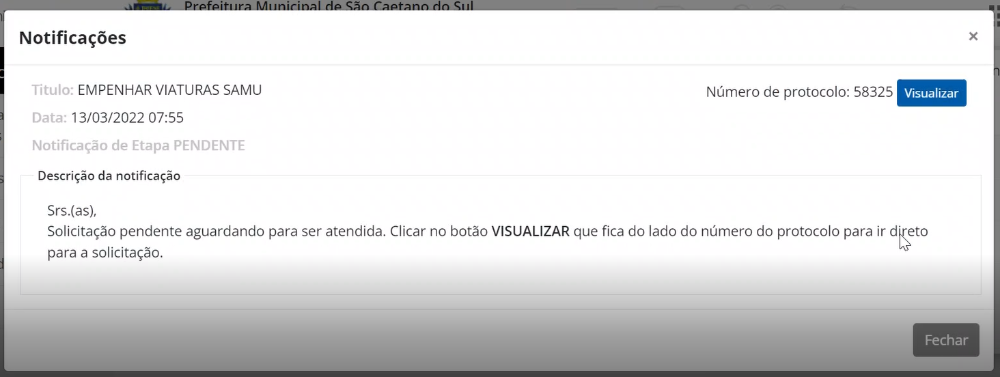 Prefeitura Municipal de São Caetano do Sul
Notificações
×
Titulo: EMPENHAR VIATURAS SAMU
Número de protocolo: 58325 Visualizar
Data: 13/03/2022 07:55
Notificação de Etapa PENDENTE
Descrição da notificação
Srs.(as),
Solicitação pendente aguardando para ser atendida. Clicar no botão VISUALIZAR que fica do lado do número do protocolo para ir direto
para a solicitação.
Fechar